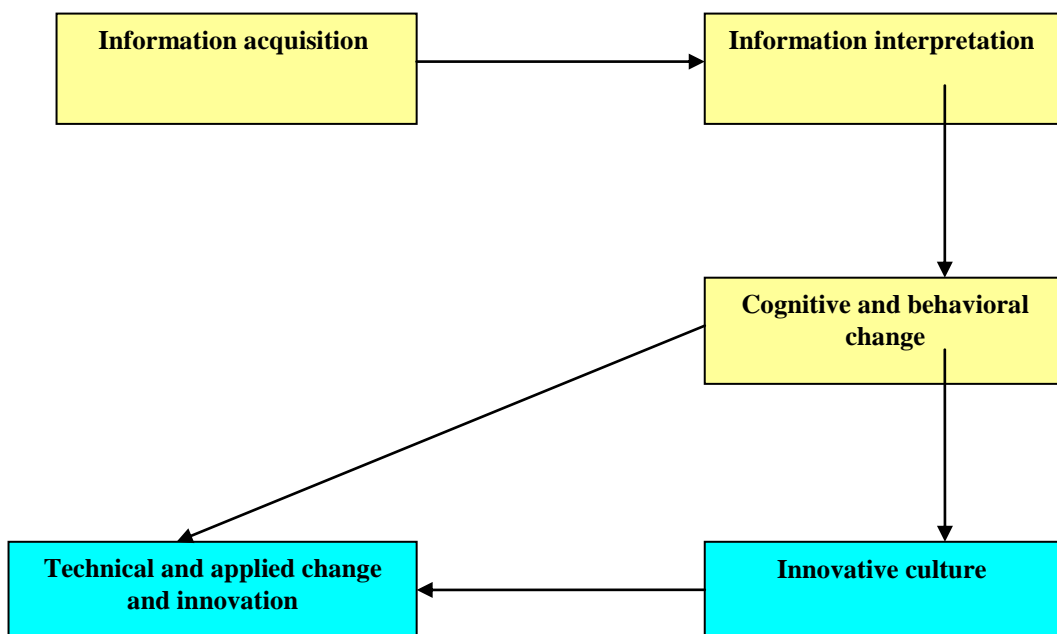 Information acquisition
Information interpretation
Cognitive and behavioral
change
Technical and applied change
and innovation
Innovative culture